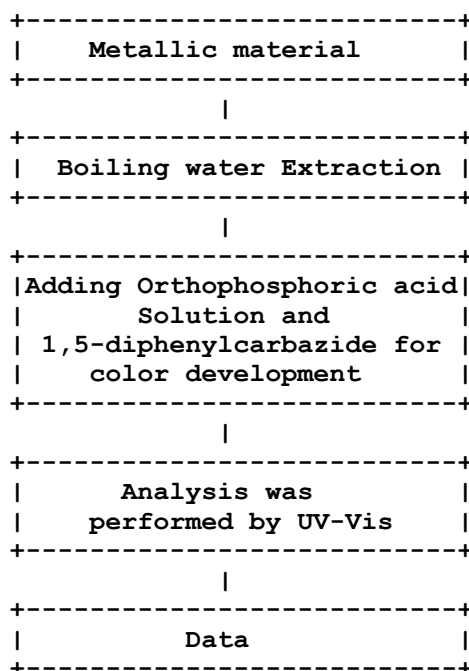 Metallic material
Boiling water Extraction
Adding Orthophosphoric acid
Solution and
1,5-diphenylcarbazide for
color development
Analysis was
performed by UV-Vis
Data